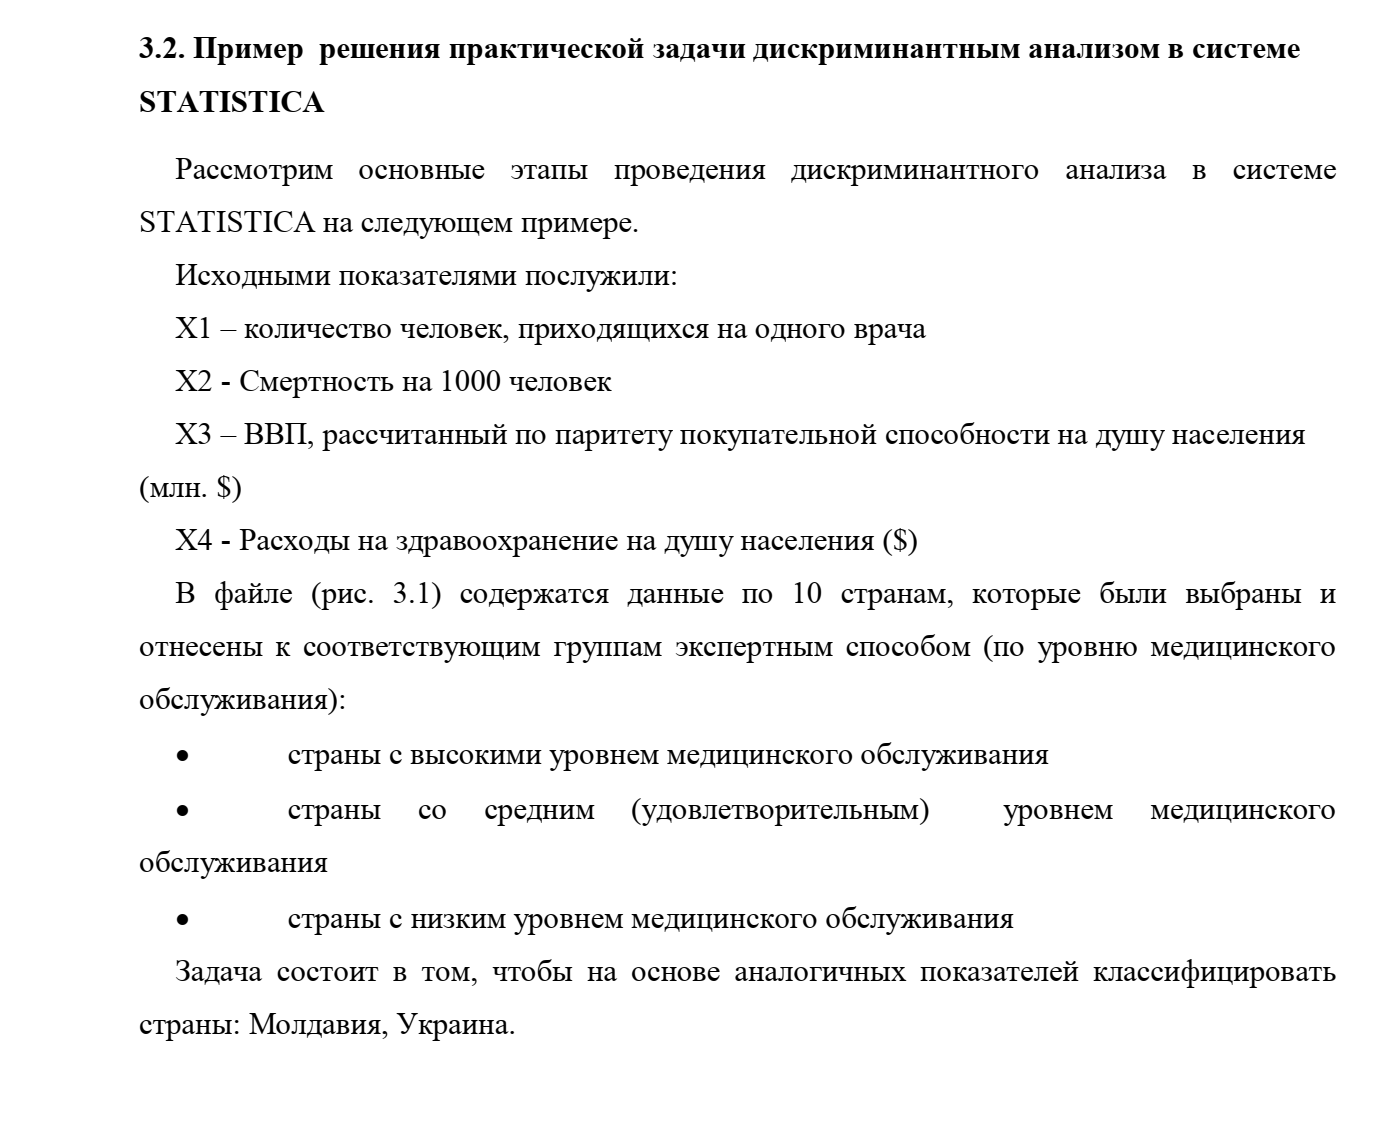 3.2. Пример  решения практической задачи дискриминантным анализом в системе
STATISTICA
Рассмотрим основные этапы проведения дискриминантного анализа в системе
STATISTICA на следующем примере.
Исходными показателями послужили:
X1 – количество человек, приходящихся на одного врача
X2 - Смертность на 1000 человек
X3 – ВВП, рассчитанный по паритету покупательной способности на душу населения
(млн. $)
X4 - Расходы на здравоохранение на душу населения ($)
В файле (рис. 3.1) содержатся данные по 10 странам, которые были выбраны и
отнесены к соответствующим группам экспертным способом (по уровню медицинского
обслуживания):
• страны с высокими уровнем медицинского обслуживания
• страны со средним (удовлетворительным)  уровнем медицинского
обслуживания
• страны с низким уровнем медицинского обслуживания
Задача состоит в том, чтобы на основе аналогичных показателей классифицировать
страны: Молдавия, Украина.